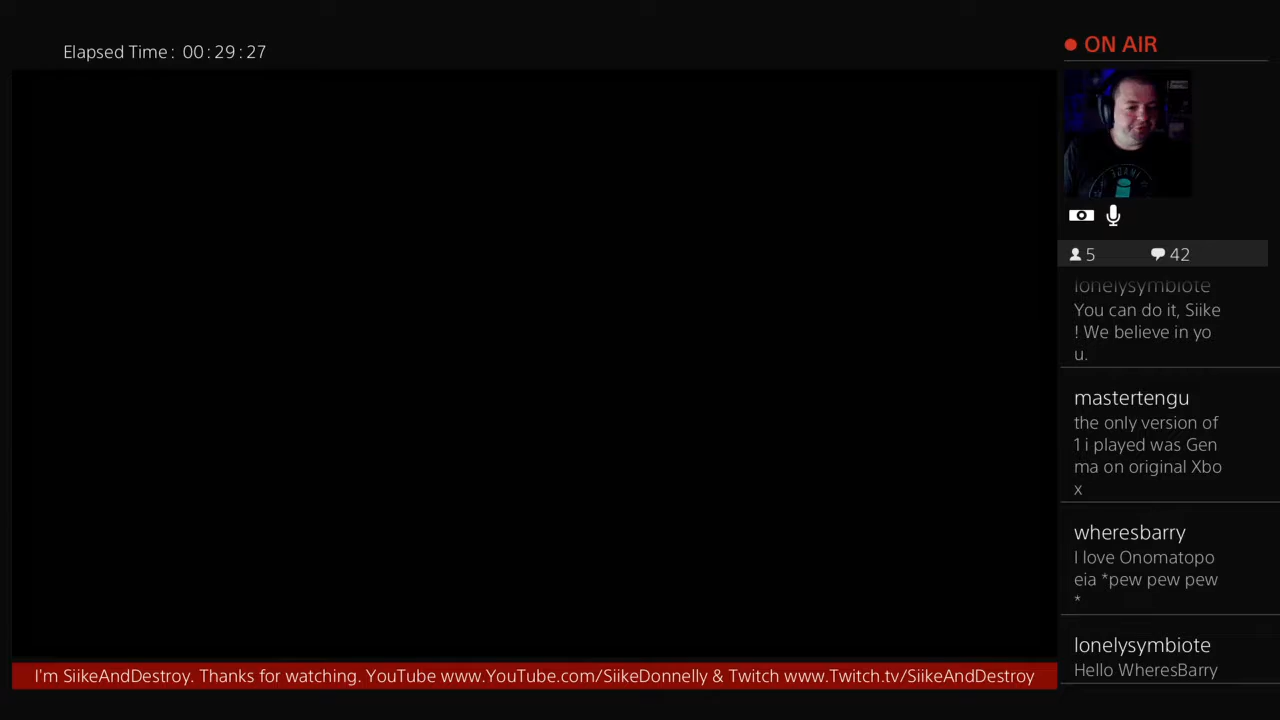 Elapsed Time: 00:29:27
ON AIR
5 42
lonelysymbiote
You can do it, Siike
! We believe in yo
u.
mastertengu
the only version of
1 i played was Gen
ma on original Xbo
x
wheresbarry
I love Onomatopo
eia *pew pew pew
*
lonelysymbiote
Hello WheresBarry
I'm SiikeAndDestroy. Thanks for watching. YouTube www.YouTube.com/SiikeDonnelly & Twitch www.Twitch.tv/SiikeAndDestroy